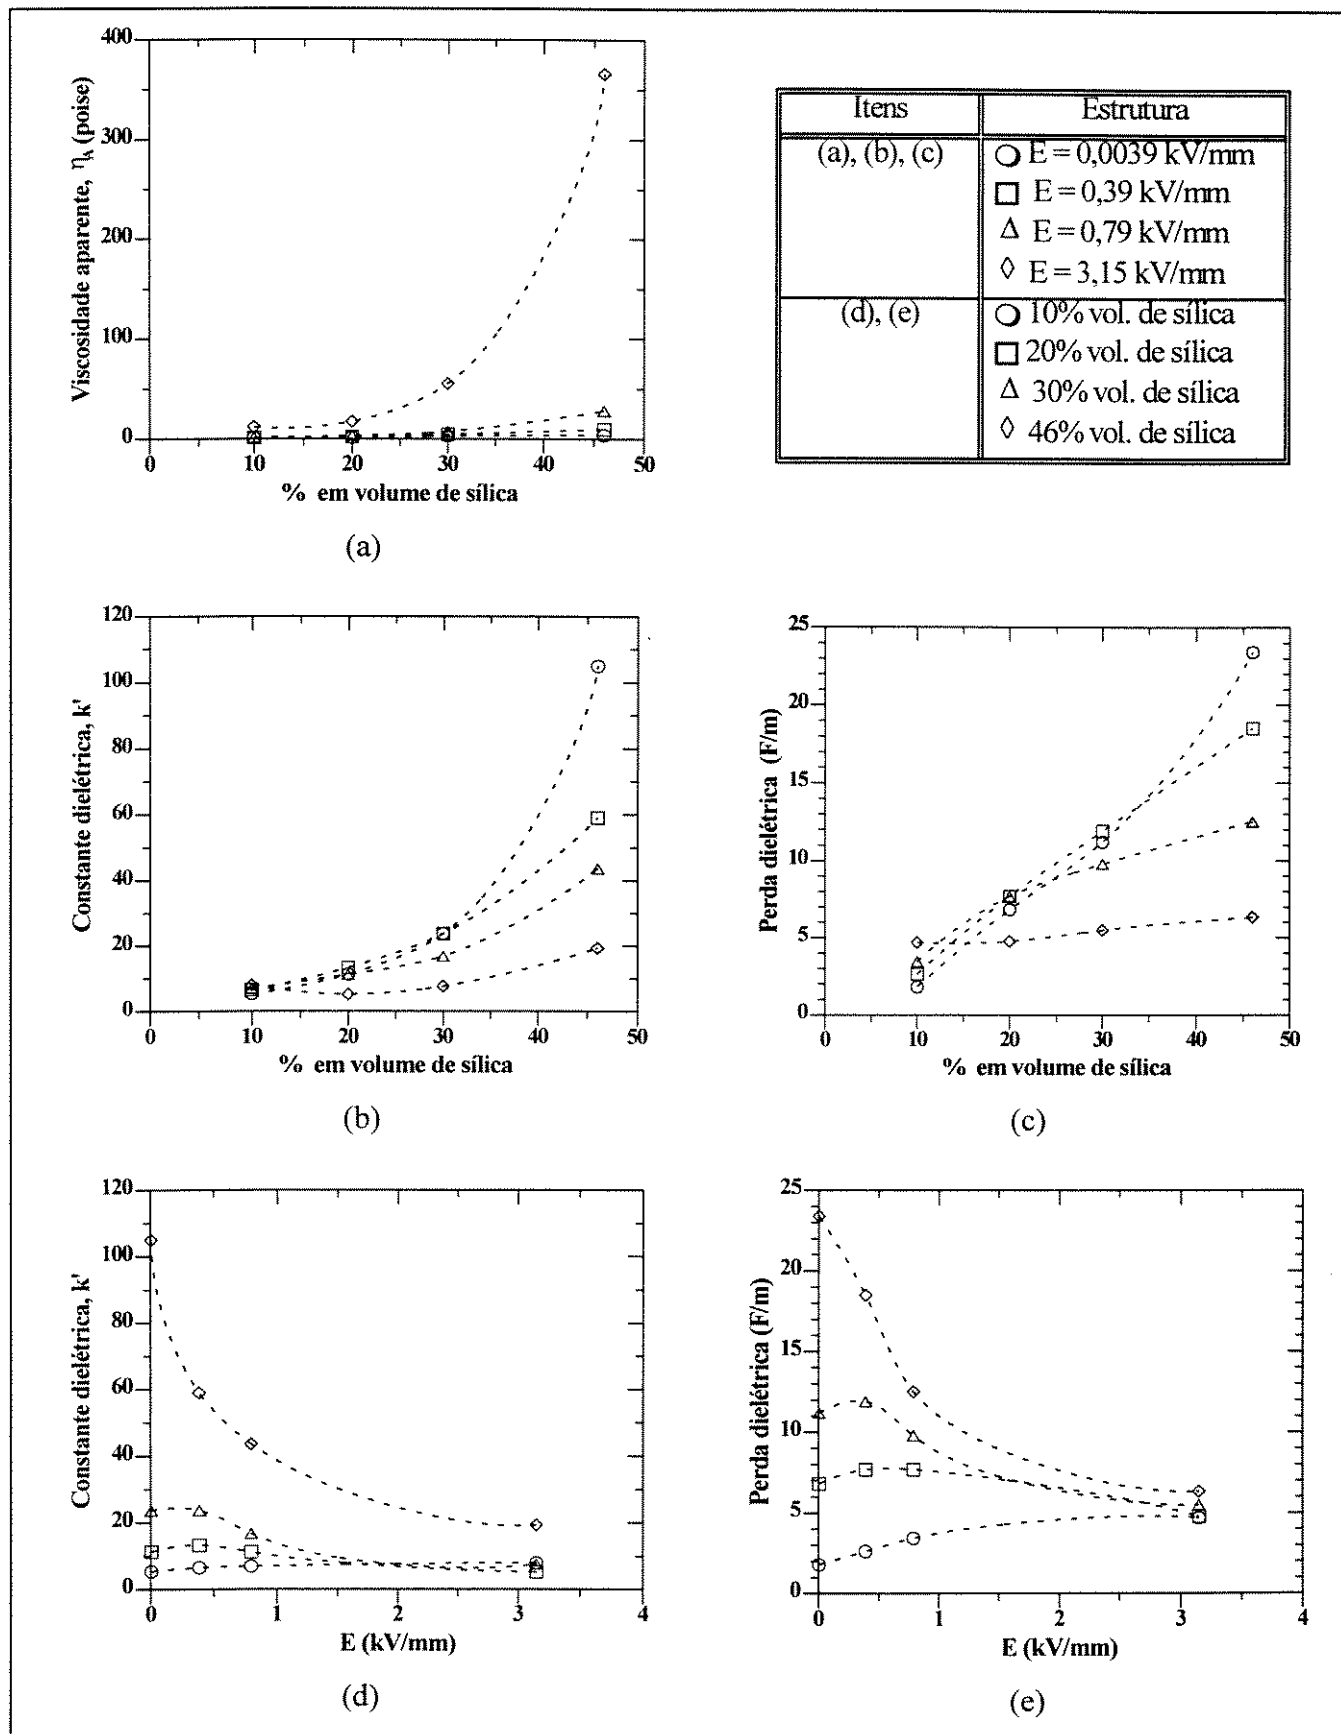 400
300
200
100
0
0
10
20
30
40
50
Viscosidade aparente, ηA (poise)
% em volume de sílica
(a)
Itens
Estrutura
(a), (b), (c)
E = 0,0039 kV/mm
E = 0,39 kV/mm
E = 0,79 kV/mm
E = 3,15 kV/mm
(d), (e)
10% vol. de sílica
20% vol. de sílica
30% vol. de sílica
46% vol. de sílica
120
100
80
60
40
20
0
0
10
20
30
40
50
Constante dielétrica, k'
% em volume de sílica
(b)
25
20
15
10
5
0
0
10
20
30
40
50
Perda dielétrica (F/m)
% em volume de sílica
(c)
120
100
80
60
40
20
0
0
1
2
3
4
Constante dielétrica, k'
E (kV/mm)
(d)
25
20
15
10
5
0
0
1
2
3
4
Perda dielétrica (F/m)
E (kV/mm)
(e)